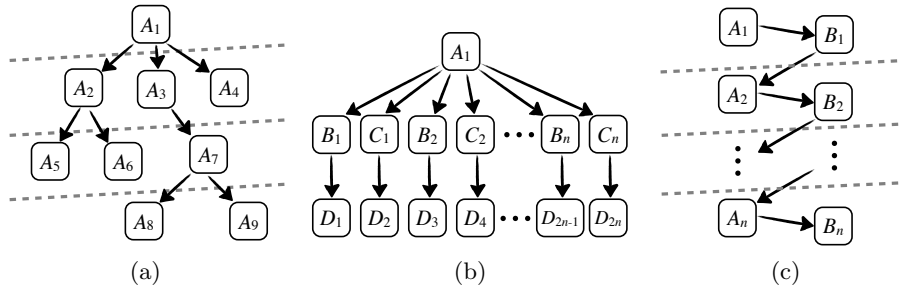 A₁
A₂ A₃ A₄
A₅ A₆ A₇
A₈ A₉
(a)
A₁
B₁ C₁ B₂ C₂ ••• Bₙ Cₙ
D₁ D₂ D₃ D₄ ••• D₂ₙ₋₁ D₂ₙ
(b)
A₁ B₁
A₂ B₂
⋮ ⋮
Aₙ Bₙ
(c)